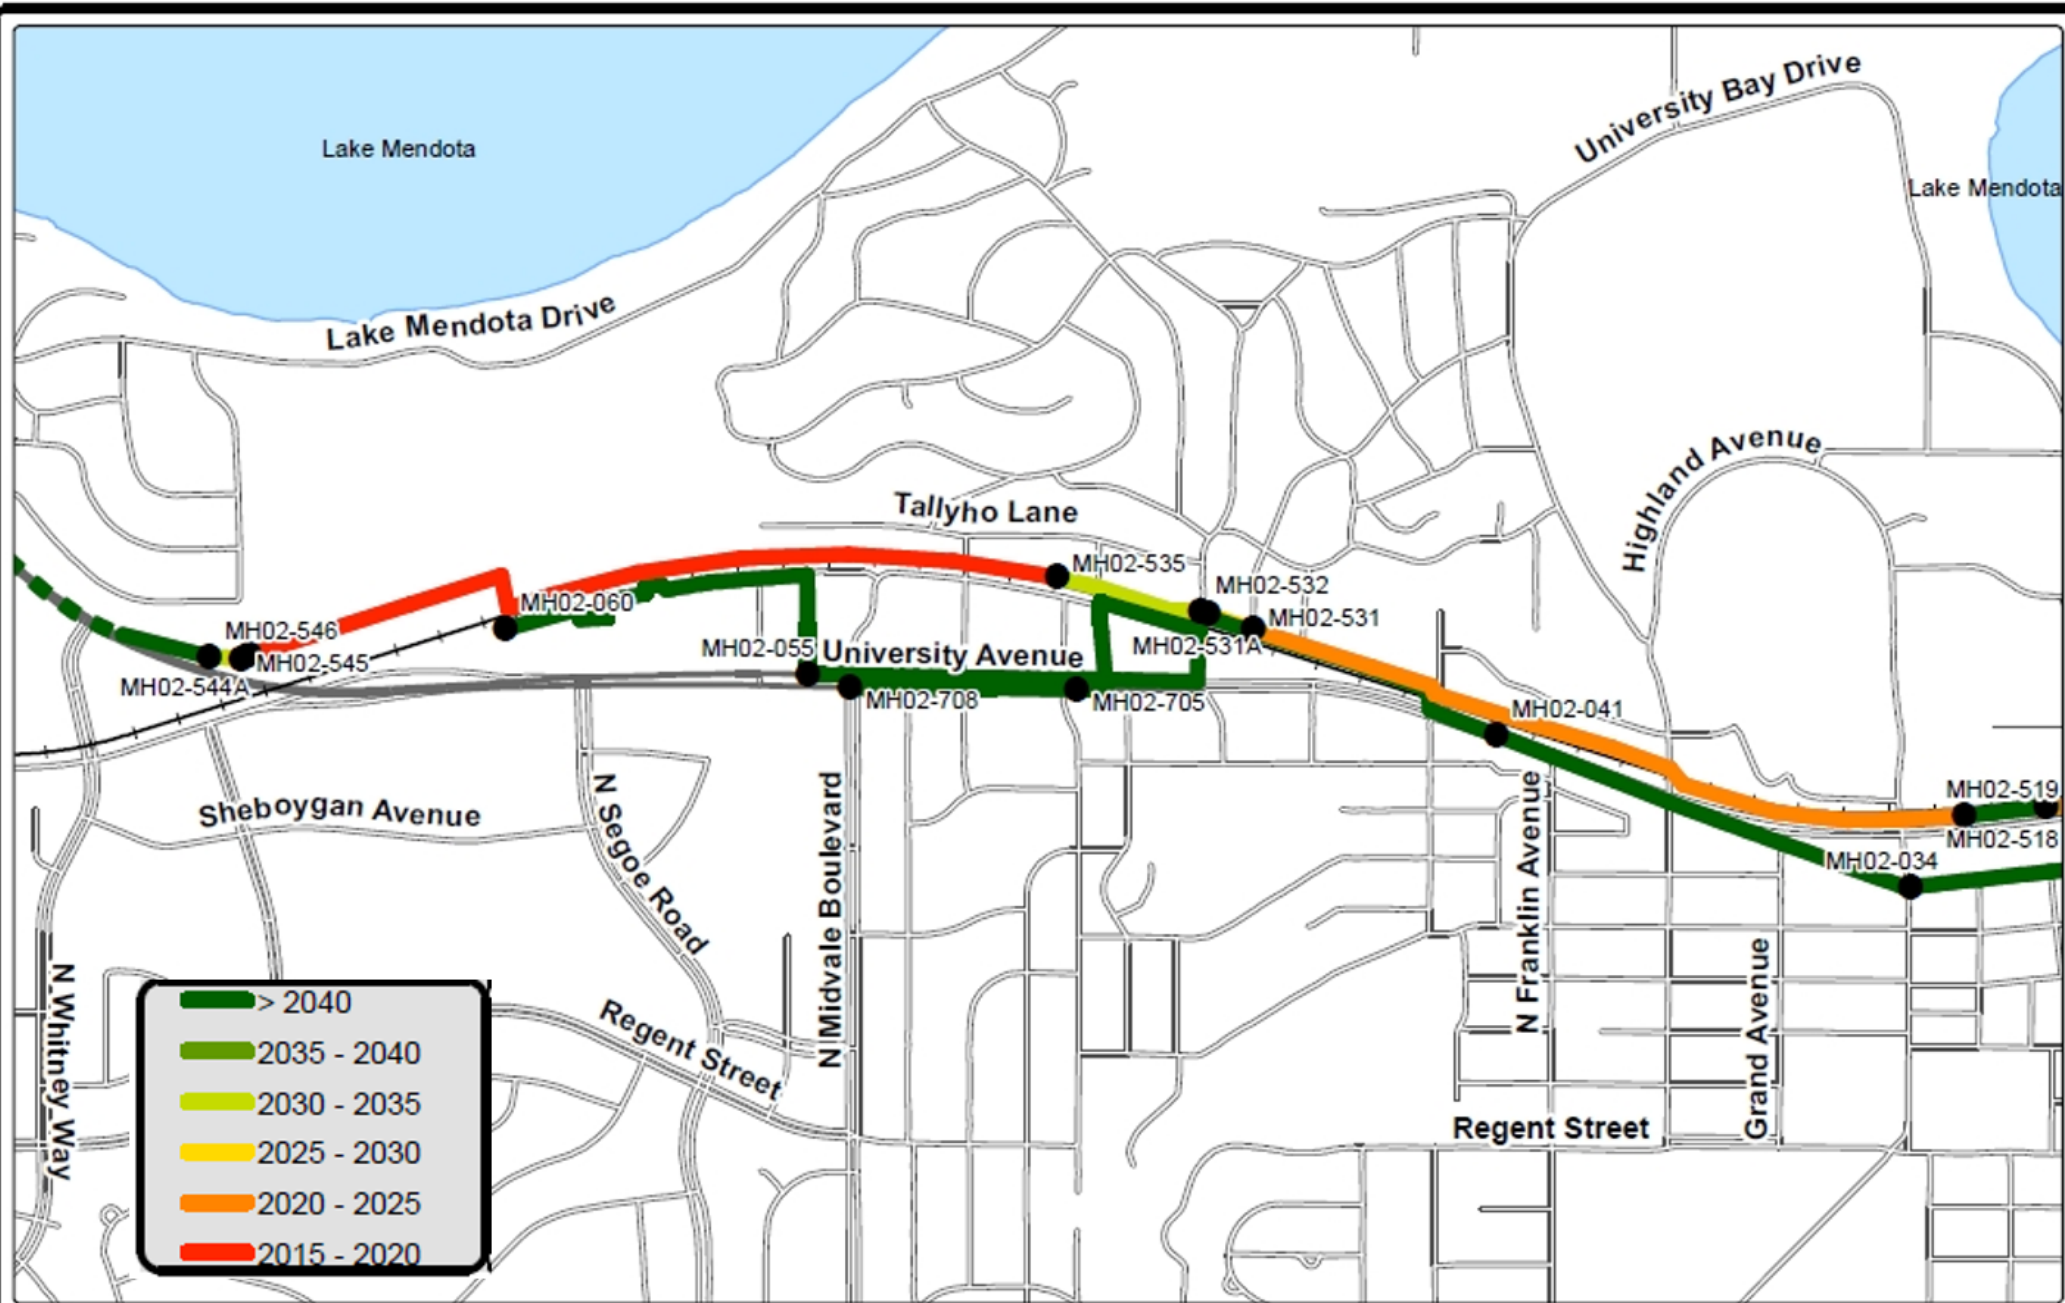 University Bay Drive
Lake Mendota
Lake Mendota
Lake Mendota Drive
Highland Avenue
Tallyho Lane
MH02-535
MH02-532
MH02-060
MH02-531
MH02-546
MH02-531A
MH02-055
University Avenue
MH02-545
MH02-544A
MH02-708
MH02-705
MH02-041
MH02-519
Sheboygan Avenue
MH02-518
MH02-034
N Segoe Road
N Midvale Boulevard
N Franklin Avenue
Grand Avenue
N Whitney Way
Regent Street
Regent Street
> 2040
2035 - 2040
2030 - 2035
2025 - 2030
2020 - 2025
2015 - 2020